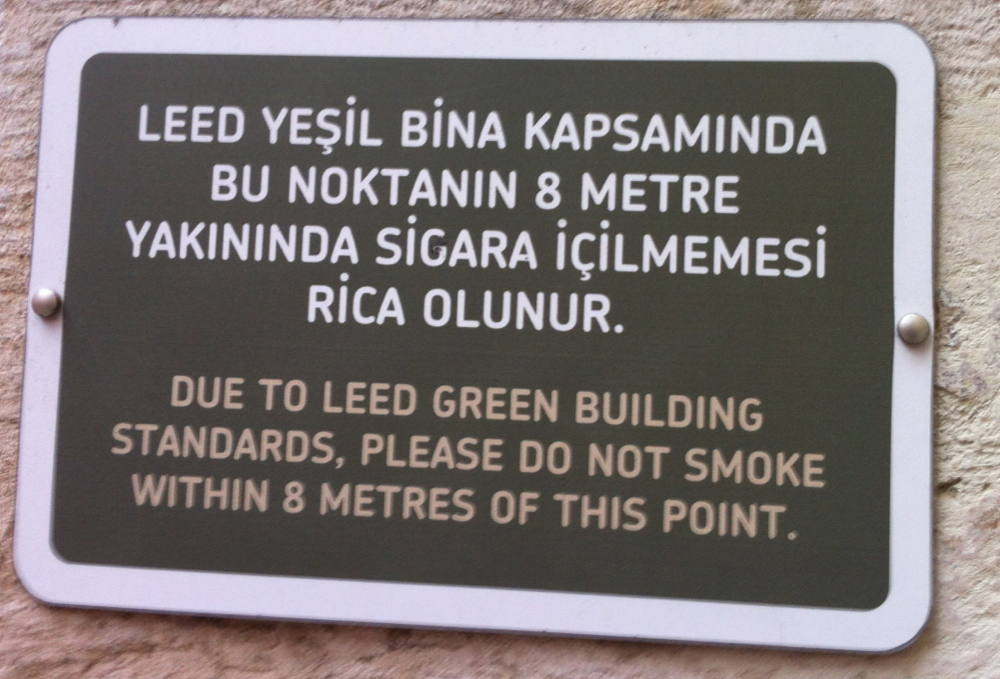 LEED YEŞİL BİNA KAPSAMINDA
BU NOKTANIN 8 METRE
YAKININDA SİGARA İÇİLMEMESİ
RİCA OLUNUR.
DUE TO LEED GREEN BUILDING
STANDARDS, PLEASE DO NOT SMOKE
WITHIN 8 METRES OF THIS POINT.